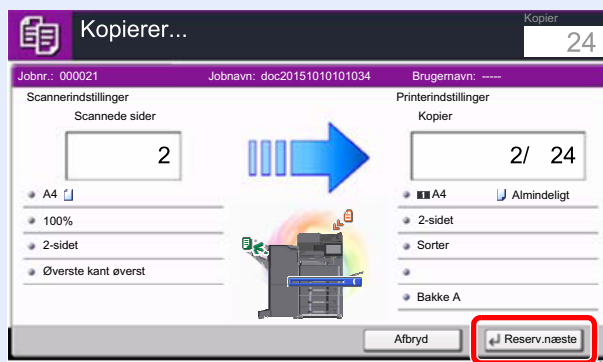 Kopierer...
Kopier
24
Jobnr.: 000021 Jobnavn: doc20151010101034 Brugernavn: -----
Scannerindstillinger Printerindstillinger
Scannede sider Kopier
2 2/ 24
A4 1 A4 Almindeligt
100% 2-sidet
2-sidet Sorter
Øverste kant øverst
Bakke A
Afbryd Reserv.næste